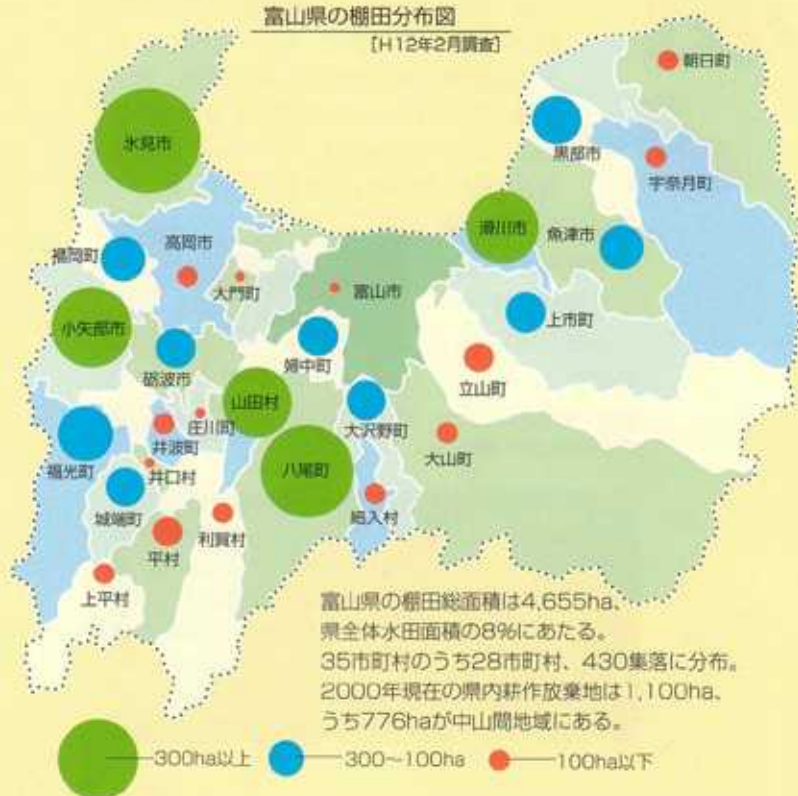 富山県の棚田分布図
[H12年2月調査]
朝日町
氷見市
黒部市
宇奈月町
滑川市
魚津市
高岡市
福岡町
大門町
富山市
上市町
小矢部市
婦中町
砺波市
立山町
山田村
庄川町
大沢野町
井波町
大山町
福光町
井口村
八尾町
城端町
細入村
利賀村
平村
上平村
富山県の棚田総面積は4,655ha、
県全体水田面積の8%にあたる。
35市町村のうち28市町村、430集落に分布。
2000年現在の県内耕作放棄地は1,100ha、
うち776haが中山間地域にある。
300ha以上
300〜100ha
100ha以下